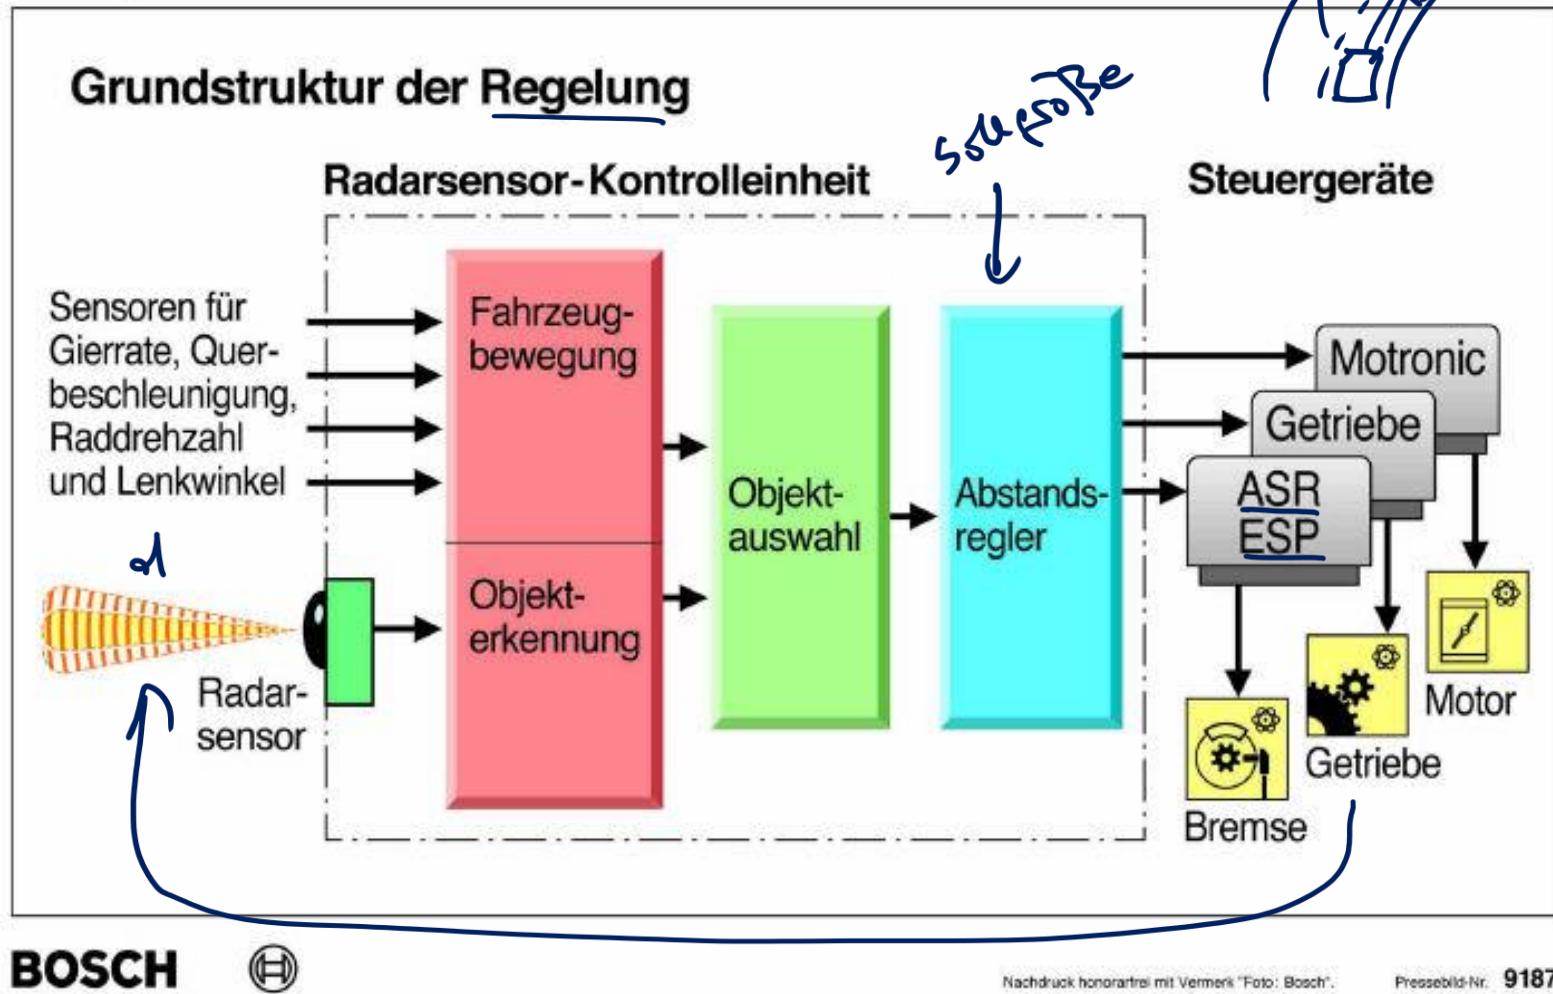 Grundstruktur der Regelung
Sollgröße
Radarsensor-Kontrolleinheit
Steuergeräte
Sensoren für
Gierrate, Quer-
beschleunigung,
Raddrehzahl
und Lenkwinkel
d
Radar-
sensor
Fahrzeug-
bewegung
Objekt-
erkennung
Objekt-
auswahl
Abstands-
regler
Motronic
Getriebe
ASR
ESP
Motor
Getriebe
Bremse
BOSCH
Nachdruck honorarfrei mit Vermerk "Foto: Bosch".
Pressebild-Nr. 9187